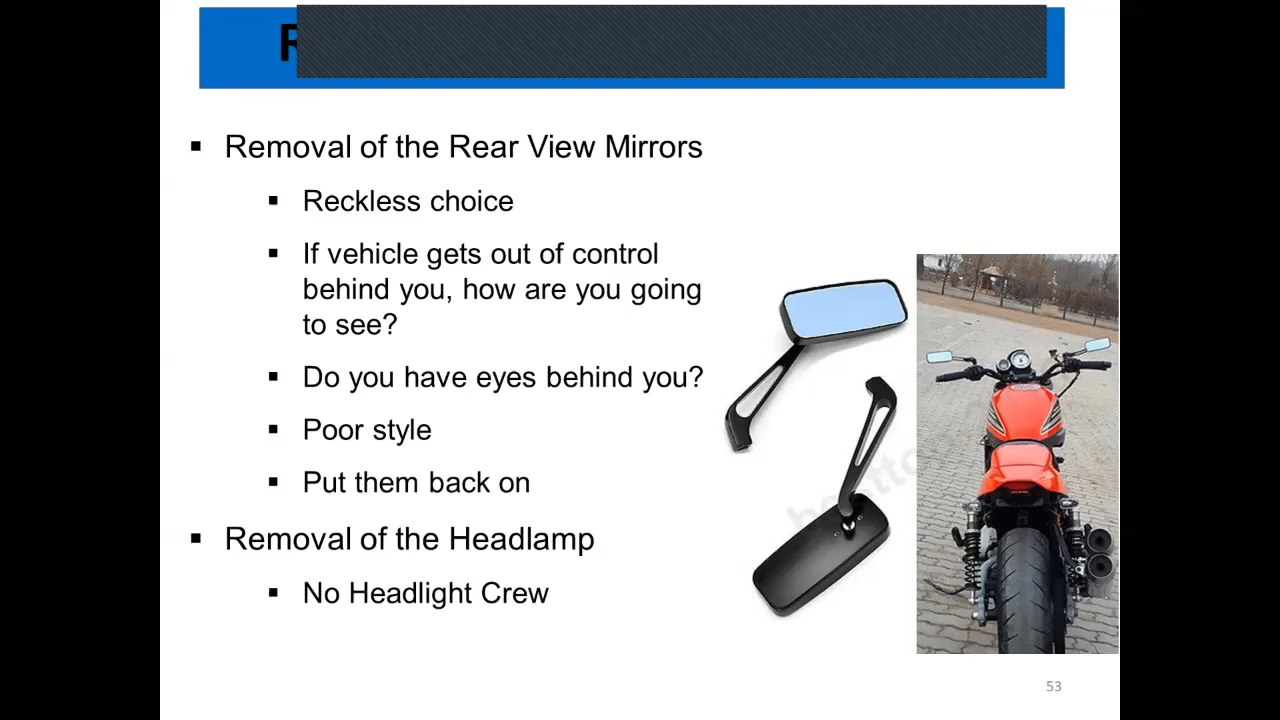 Removal of the Rear View Mirrors
Reckless choice
If vehicle gets out of control
behind you, how are you going
to see?
Do you have eyes behind you?
Poor style
Put them back on
Removal of the Headlamp
No Headlight Crew
53